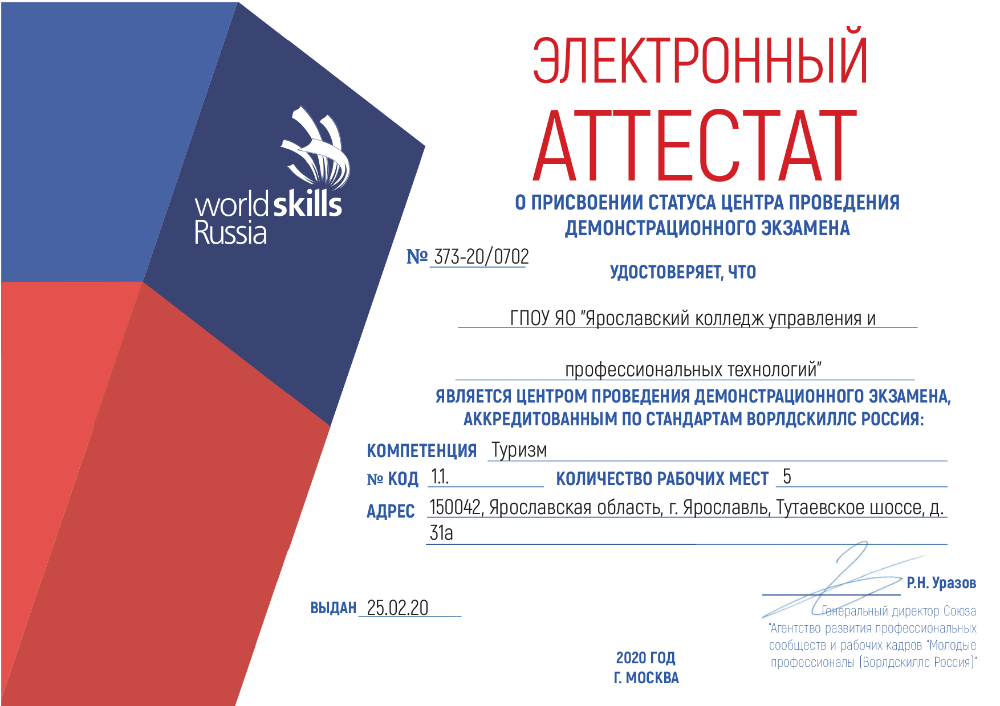 ЭЛЕКТРОННЫЙ
АТТЕСТАТ
О ПРИСВОЕНИИ СТАТУСА ЦЕНТРА ПРОВЕДЕНИЯ
ДЕМОНСТРАЦИОННОГО ЭКЗАМЕНА
world skills
Russia
№ 373-20/0702
УДОСТОВЕРЯЕТ, ЧТО
ГПОУ ЯО "Ярославский колледж управления и
профессиональных технологий"
ЯВЛЯЕТСЯ ЦЕНТРОМ ПРОВЕДЕНИЯ ДЕМОНСТРАЦИОННОГО ЭКЗАМЕНА,
АККРЕДИТОВАННЫМ ПО СТАНДАРТАМ ВОРЛДСКИЛЛС РОССИЯ:
КОМПЕТЕНЦИЯ Туризм
№ КОД 1.1. КОЛИЧЕСТВО РАБОЧИХ МЕСТ 5
АДРЕС 150042, Ярославская область, г. Ярославль, Тутаевское шоссе, д.
31а
Р.Н. Уразов
ВЫДАН 25.02.20
Генеральный директор Союза
"Агентство развития профессиональных
сообществ и рабочих кадров "Молодые
профессионалы (Ворлдскиллс Россия)"
2020 ГОД
Г. МОСКВА